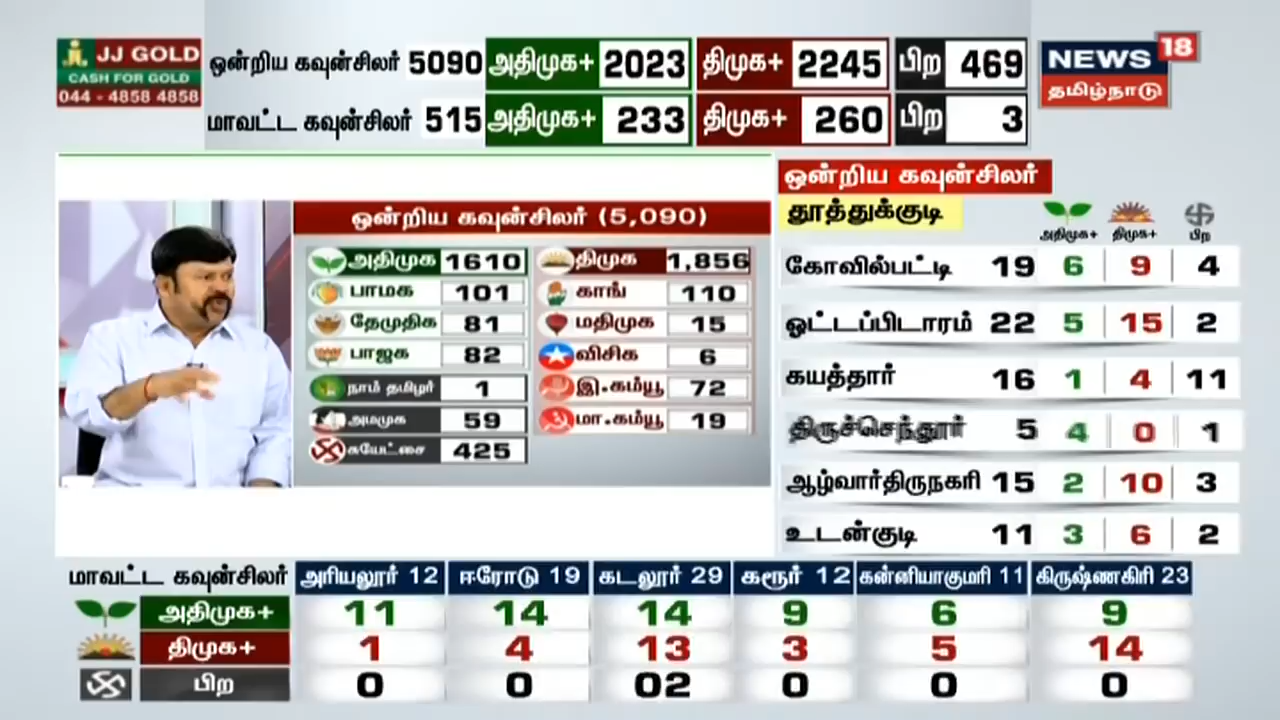 JJ GOLD
CASH FOR GOLD
044 - 4858 4858
ஒன்றிய கவுன்சிலர் 5090 அதிமுக+ 2023 திமுக+ 2245 பிற 469
மாவட்ட கவுன்சிலர் 515 அதிமுக+ 233 திமுக+ 260 பிற 3
NEWS 18
தமிழ்நாடு
ஒன்றிய கவுன்சிலர் (5,090)
அதிமுக 1610 திமுக 1,856
பாமக 101 காங் 110
தேமுதிக 81 மதிமுக 15
பாஜக 82 விசிக 6
நாம் தமிழர் 1 இ.கம்யூ 72
அமமுக 59 மா.கம்யூ 19
சுயேட்சை 425
ஒன்றிய கவுன்சிலர்
தூத்துக்குடி
அதிமுக+ திமுக+ பிற
கோவில்பட்டி 19 6 9 4
ஓட்டப்பிடாரம் 22 5 15 2
கயத்தார் 16 1 4 11
திருச்செந்தூர் 5 4 0 1
ஆழ்வார்திருநகரி 15 2 10 3
உடன்குடி 11 3 6 2
மாவட்ட கவுன்சிலர் அரியலூர் 12 ஈரோடு 19 கடலூர் 29 கரூர் 12 கன்னியாகுமரி 11 கிருஷ்ணகிரி 23
அதிமுக+ 11 14 14 9 6 9
திமுக+ 1 4 13 3 5 14
பிற 0 0 02 0 0 0